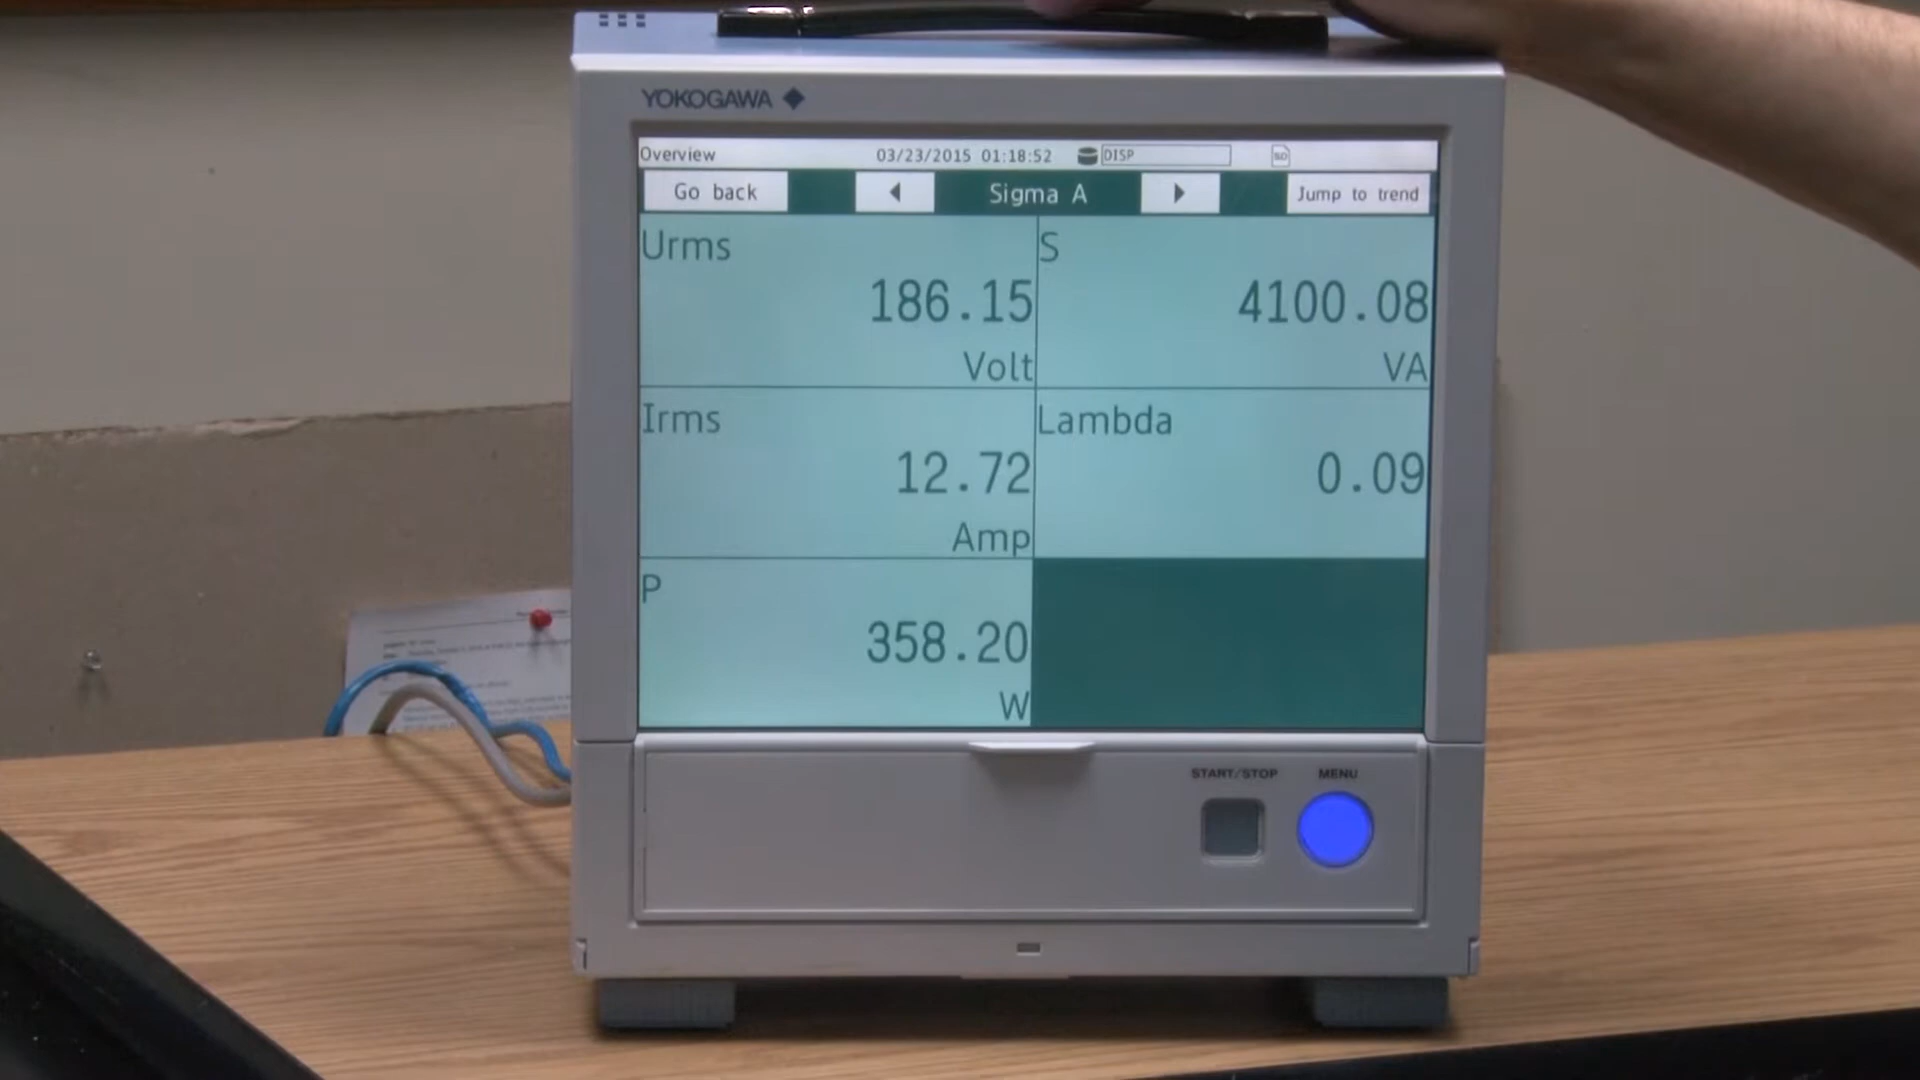 YOKOGAWA
Overview 03/23/2015 01:18:52 DISP SD
Go back Sigma A Jump to trend
Urms
186.15
Volt
S
4100.08
VA
Irms
12.72
Amp
Lambda
0.09
P
358.20
W
START/STOP MENU